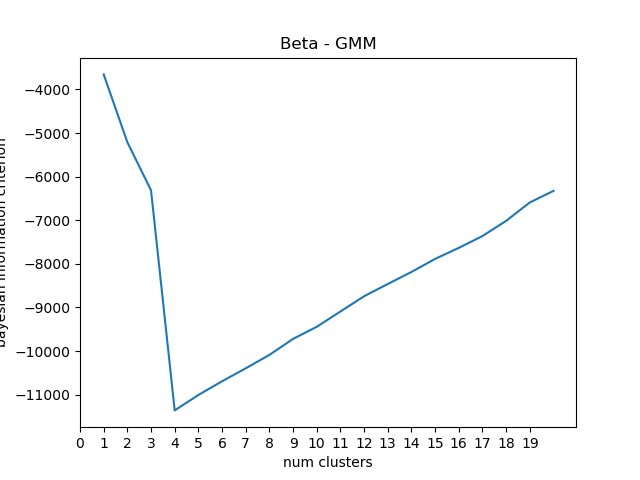 Beta - GMM
−4000
−5000
−6000
−7000
−8000
−9000
−10000
−11000
bayesian information criterion
0 1 2 3 4 5 6 7 8 9 10 11 12 13 14 15 16 17 18 19
num clusters